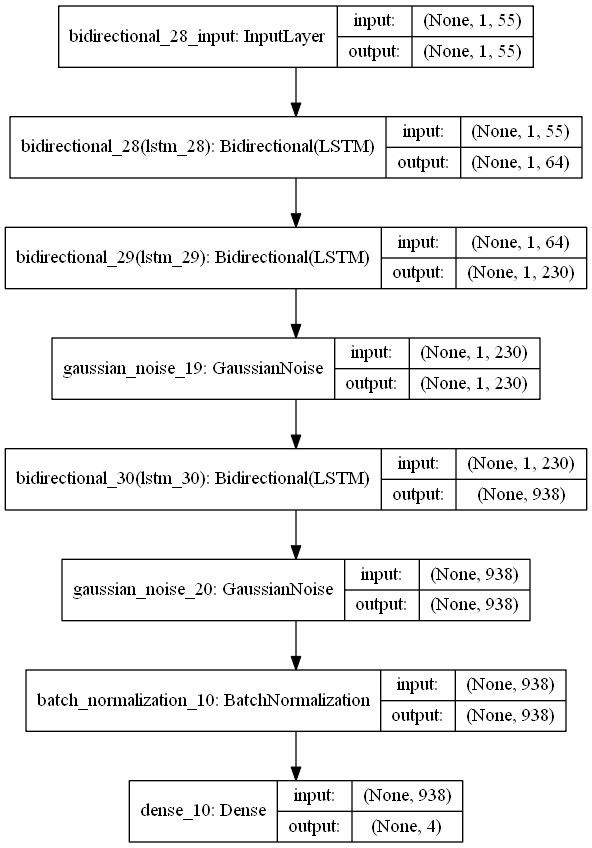 bidirectional_28_input: InputLayer
input: (None, 1, 55)
output: (None, 1, 55)
bidirectional_28(lstm_28): Bidirectional(LSTM)
input: (None, 1, 55)
output: (None, 1, 64)
bidirectional_29(lstm_29): Bidirectional(LSTM)
input: (None, 1, 64)
output: (None, 1, 230)
gaussian_noise_19: GaussianNoise
input: (None, 1, 230)
output: (None, 1, 230)
bidirectional_30(lstm_30): Bidirectional(LSTM)
input: (None, 1, 230)
output: (None, 938)
gaussian_noise_20: GaussianNoise
input: (None, 938)
output: (None, 938)
batch_normalization_10: BatchNormalization
input: (None, 938)
output: (None, 938)
dense_10: Dense
input: (None, 938)
output: (None, 4)